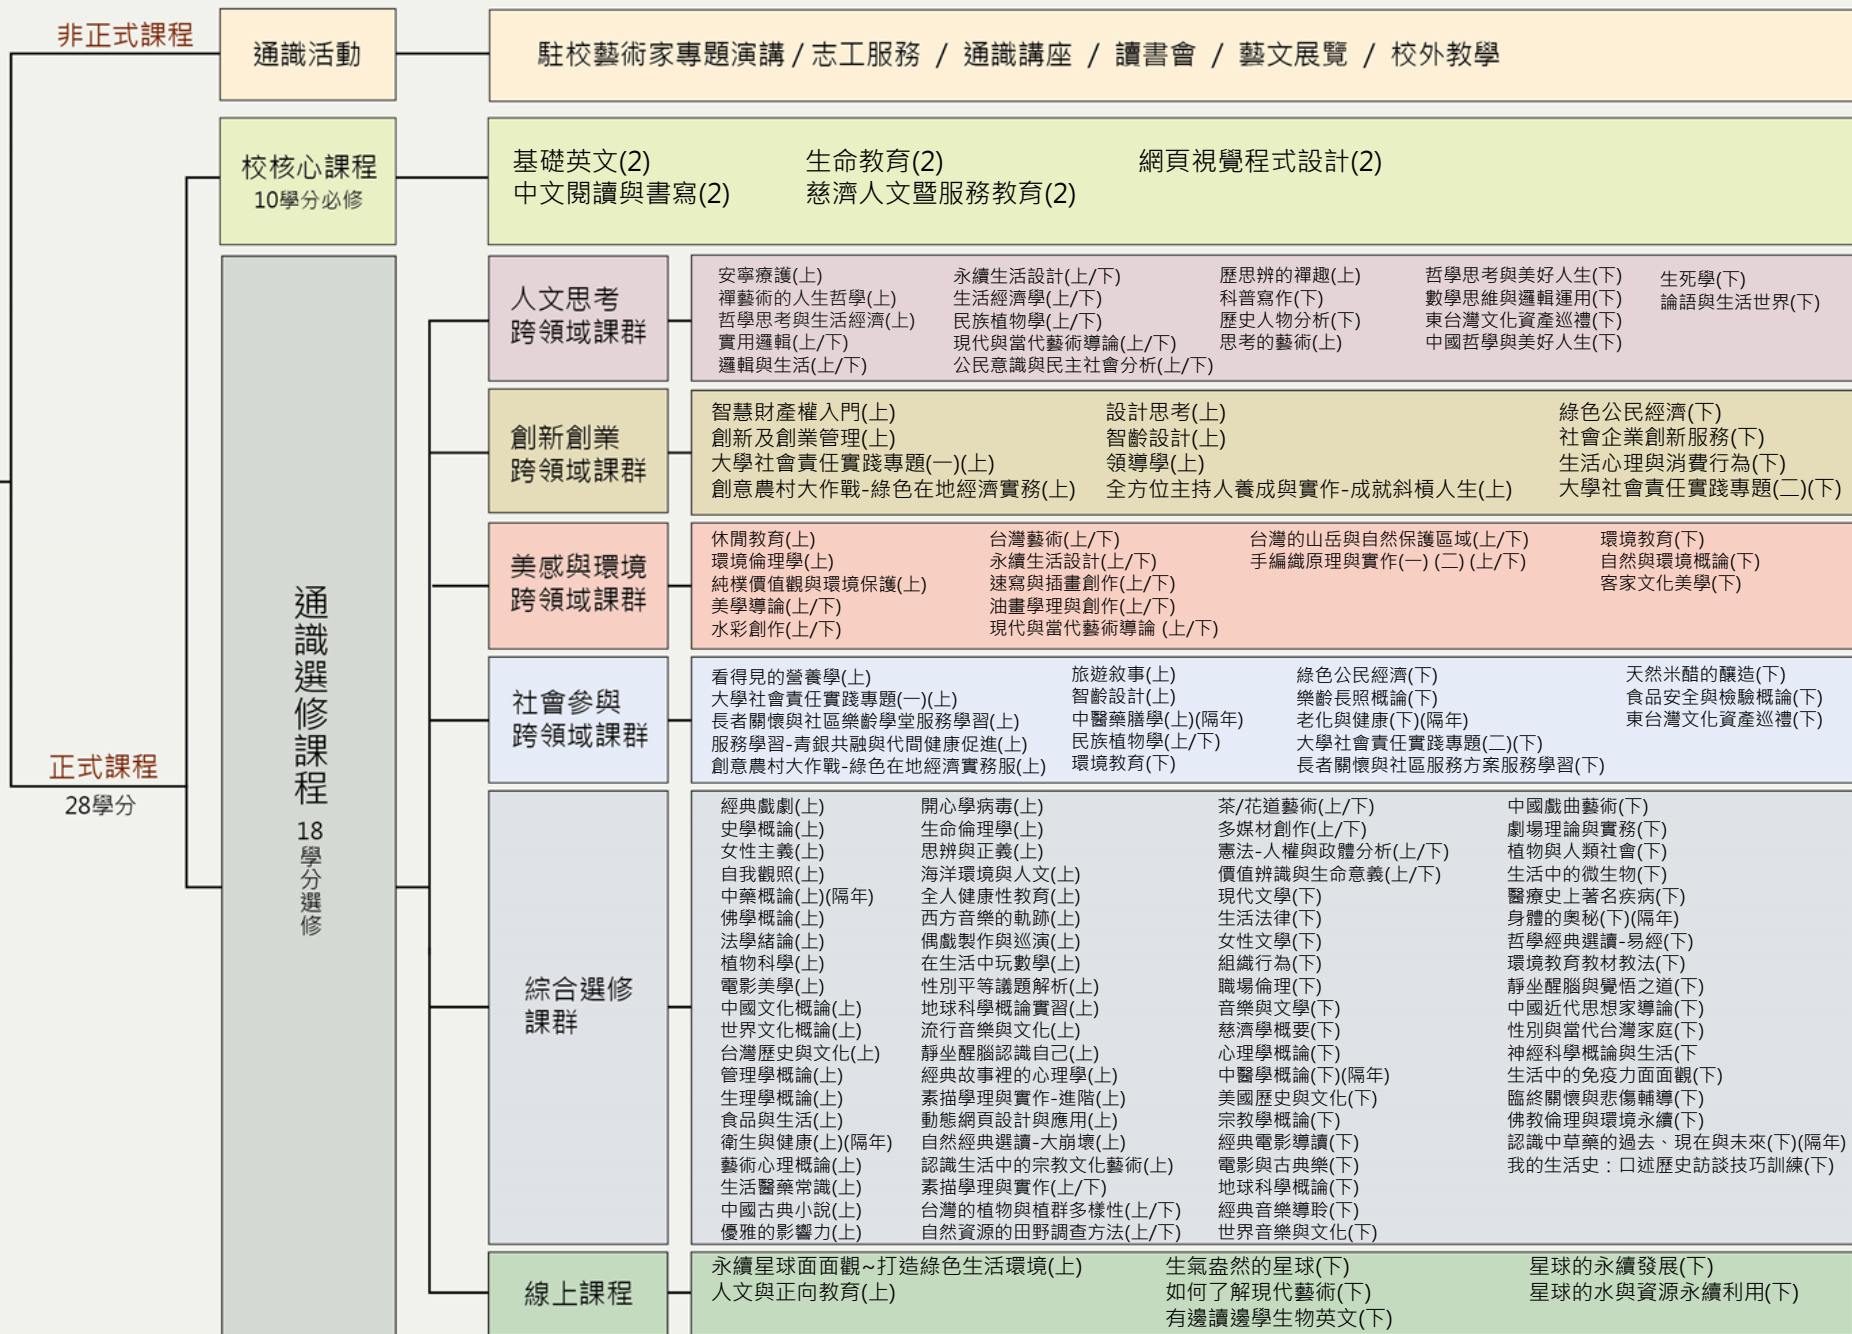 非正式課程
通識活動
駐校藝術家專題演講 / 志工服務 / 通識講座 / 讀書會 / 藝文展覽 / 校外教學
校核心課程
10學分必修
基礎英文(2)
中文閱讀與書寫(2)
生命教育(2)
慈濟人文暨服務教育(2)
網頁視覺程式設計(2)
正式課程
28學分
通識選修課程 18學分選修
人文思考
跨領域課群
安寧療護(上)
禪藝術的人生哲學(上)
哲學思考與生活經濟(上)
實用邏輯(上/下)
邏輯與生活(上/下)
永續生活設計(上/下)
生活經濟學(上/下)
民族植物學(上/下)
現代與當代藝術導論(上/下)
公民意識與民主社會分析(上/下)
歷思辨的禪趣(上)
科普寫作(下)
歷史人物分析(下)
思考的藝術(上)
哲學思考與美好人生(下)
數學思維與邏輯運用(下)
東台灣文化資產巡禮(下)
中國哲學與美好人生(下)
生死學(下)
論語與生活世界(下)
創新創業
跨領域課群
智慧財產權入門(上)
創新及創業管理(上)
大學社會責任實踐專題(一)(上)
創意農村大作戰-綠色在地經濟實務(上)
設計思考(上)
智齡設計(上)
領導學(上)
全方位主持人養成與實作-成就斜槓人生(上)
綠色公民經濟(下)
社會企業創新服務(下)
生活心理與消費行為(下)
大學社會責任實踐專題(二)(下)
美感與環境
跨領域課群
休閒教育(上)
環境倫理學(上)
純樸價值觀與環境保護(上)
美學導論(上/下)
水彩創作(上/下)
台灣藝術(上/下)
永續生活設計(上/下)
速寫與插畫創作(上/下)
油畫學理與創作(上/下)
現代與當代藝術導論 (上/下)
台灣的山岳與自然保護區域(上/下)
手編織原理與實作(一) (二) (上/下)
環境教育(下)
自然與環境概論(下)
客家文化美學(下)
社會參與
跨領域課群
看得見的營養學(上)
大學社會責任實踐專題(一)(上)
長者關懷與社區樂齡學堂服務學習(上)
服務學習-青銀共融與代間健康促進(上)
創意農村大作戰-綠色在地經濟實務服(上)
旅遊敘事(上)
智齡設計(上)
中醫藥膳學(上)(隔年)
民族植物學(上/下)
環境教育(下)
綠色公民經濟(下)
樂齡長照概論(下)
老化與健康(下)(隔年)
大學社會責任實踐專題(二)(下)
長者關懷與社區服務方案服務學習(下)
天然米醋的釀造(下)
食品安全與檢驗概論(下)
東台灣文化資產巡禮(下)
綜合選修
課群
經典戲劇(上)
史學概論(上)
女性主義(上)
自我觀照(上)
中藥概論(上)(隔年)
佛學概論(上)
法學緒論(上)
植物科學(上)
電影美學(上)
中國文化概論(上)
世界文化概論(上)
台灣歷史與文化(上)
管理學概論(上)
生理學概論(上)
食品與生活(上)
衛生與健康(上)(隔年)
藝術心理概論(上)
生活醫藥常識(上)
中國古典小說(上)
優雅的影響力(上)
開心學病毒(上)
生命倫理學(上)
思辨與正義(上)
海洋環境與人文(上)
全人健康性教育(上)
西方音樂的軌跡(上)
偶戲製作與巡演(上)
在生活中玩數學(上)
性別平等議題解析(上)
地球科學概論實習(上)
流行音樂與文化(上)
靜坐醒腦認識自己(上)
經典故事裡的心理學(上)
素描學理與實作-進階(上)
動態網頁設計與應用(上)
自然經典選讀-大崩壞(上)
認識生活中的宗教文化藝術(上)
素描學理與實作(上/下)
台灣的植物與植群多樣性(上/下)
自然資源的田野調查方法(上/下)
茶/花道藝術(上/下)
多媒材創作(上/下)
憲法-人權與政體分析(上/下)
價值辨識與生命意義(上/下)
現代文學(下)
生活法律(下)
女性文學(下)
組織行為(下)
職場倫理(下)
音樂與文學(下)
慈濟學概要(下)
心理學概論(下)
中醫學概論(下)(隔年)
美國歷史與文化(下)
宗教學概論(下)
經典電影導讀(下)
電影與古典樂(下)
地球科學概論(下)
經典音樂導聆(下)
世界音樂與文化(下)
中國戲曲藝術(下)
劇場理論與實務(下)
植物與人類社會(下)
生活中的微生物(下)
醫療史上著名疾病(下)
身體的奧秘(下)(隔年)
哲學經典選讀-易經(下)
環境教育教材教法(下)
靜坐醒腦與覺悟之道(下)
中國近代思想家導論(下)
性別與當代台灣家庭(下)
神經科學概論與生活(下
生活中的免疫力面面觀(下)
臨終關懷與悲傷輔導(下)
佛教倫理與環境永續(下)
認識中草藥的過去、現在與未來(下)(隔年)
我的生活史：口述歷史訪談技巧訓練(下)
線上課程
永續星球面面觀~打造綠色生活環境(上)
人文與正向教育(上)
生氣盎然的星球(下)
如何了解現代藝術(下)
有邊讀邊學生物英文(下)
星球的永續發展(下)
星球的水與資源永續利用(下)